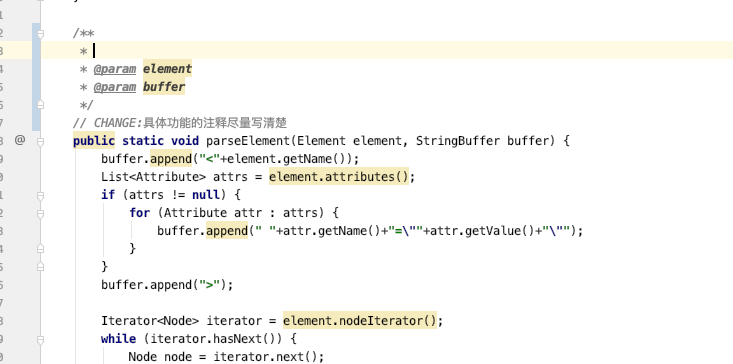 /**
*
* @param element
* @param buffer
*/
// CHANGE:具体功能的注释尽量写清楚
@ public static void parseElement(Element element, StringBuffer buffer) {
buffer.append("<"+element.getName());
List<Attribute> attrs = element.attributes();
if (attrs != null) {
for (Attribute attr : attrs) {
buffer.append(" "+attr.getName()+"=\""+attr.getValue()+"\"");
}
}
buffer.append(">");
Iterator<Node> iterator = element.nodeIterator();
while (iterator.hasNext()) {
Node node = iterator.next();